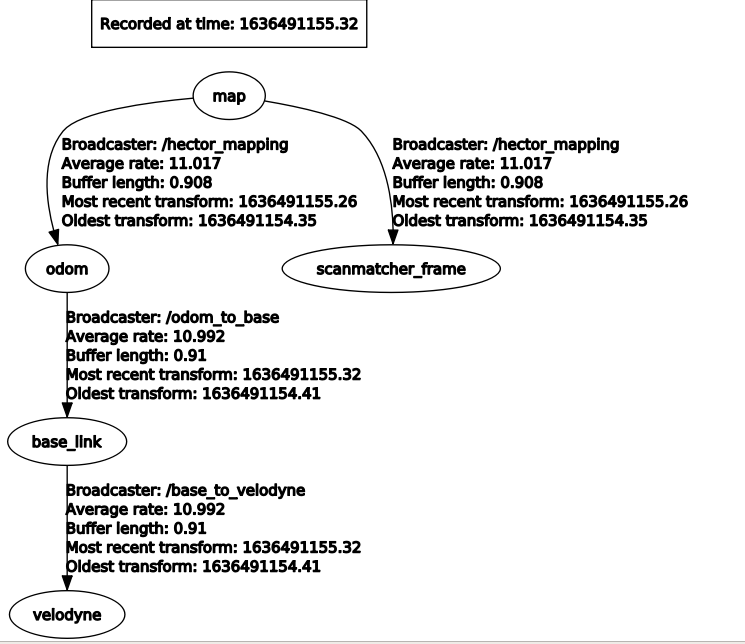 Recorded at time: 1636491155.32
map
Broadcaster: /hector_mapping
Average rate: 11.017
Buffer length: 0.908
Most recent transform: 1636491155.26
Oldest transform: 1636491154.35
Broadcaster: /hector_mapping
Average rate: 11.017
Buffer length: 0.908
Most recent transform: 1636491155.26
Oldest transform: 1636491154.35
odom
scanmatcher_frame
Broadcaster: /odom_to_base
Average rate: 10.992
Buffer length: 0.91
Most recent transform: 1636491155.32
Oldest transform: 1636491154.41
base_link
Broadcaster: /base_to_velodyne
Average rate: 10.992
Buffer length: 0.91
Most recent transform: 1636491155.32
Oldest transform: 1636491154.41
velodyne